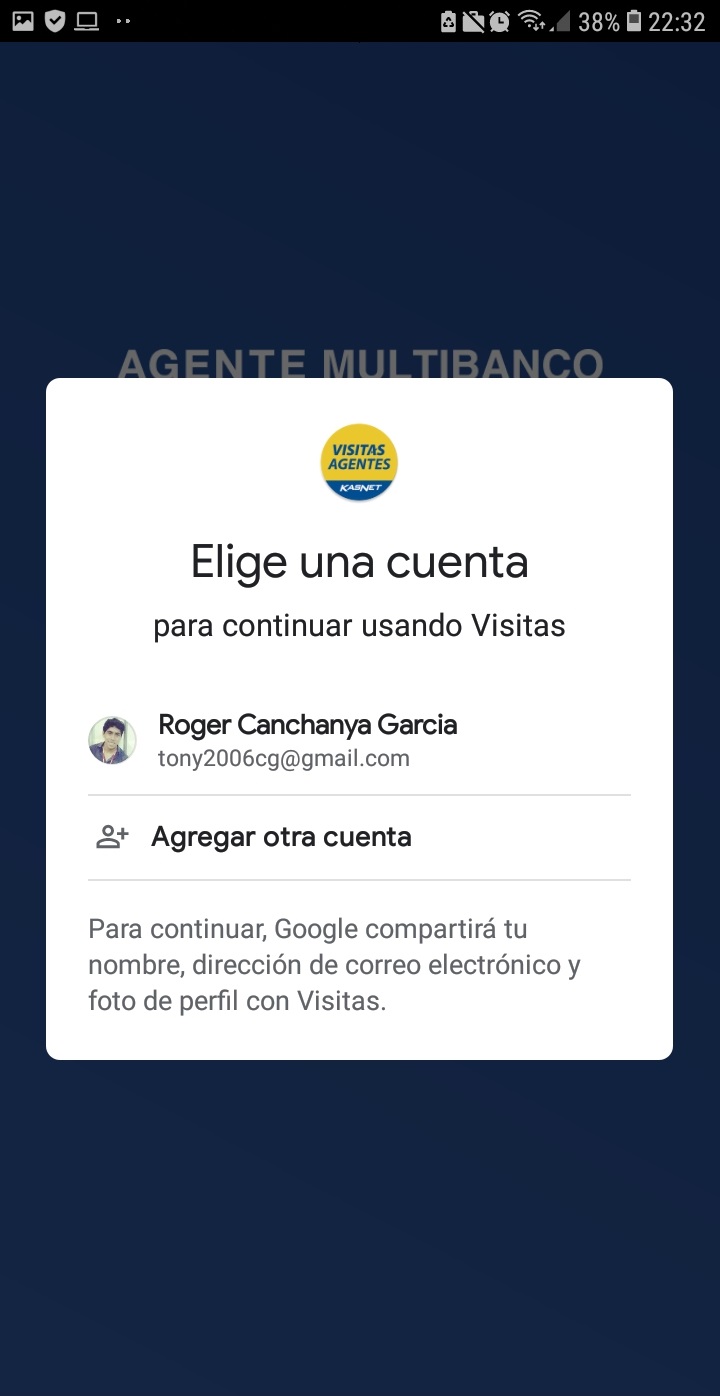 38% 22:32
AGENTE MULTIBANCO
VISITAS
AGENTES
KASNET
Elige una cuenta
para continuar usando Visitas
Roger Canchanya Garcia
tony2006cg@gmail.com
Agregar otra cuenta
Para continuar, Google compartirá tu
nombre, dirección de correo electrónico y
foto de perfil con Visitas.